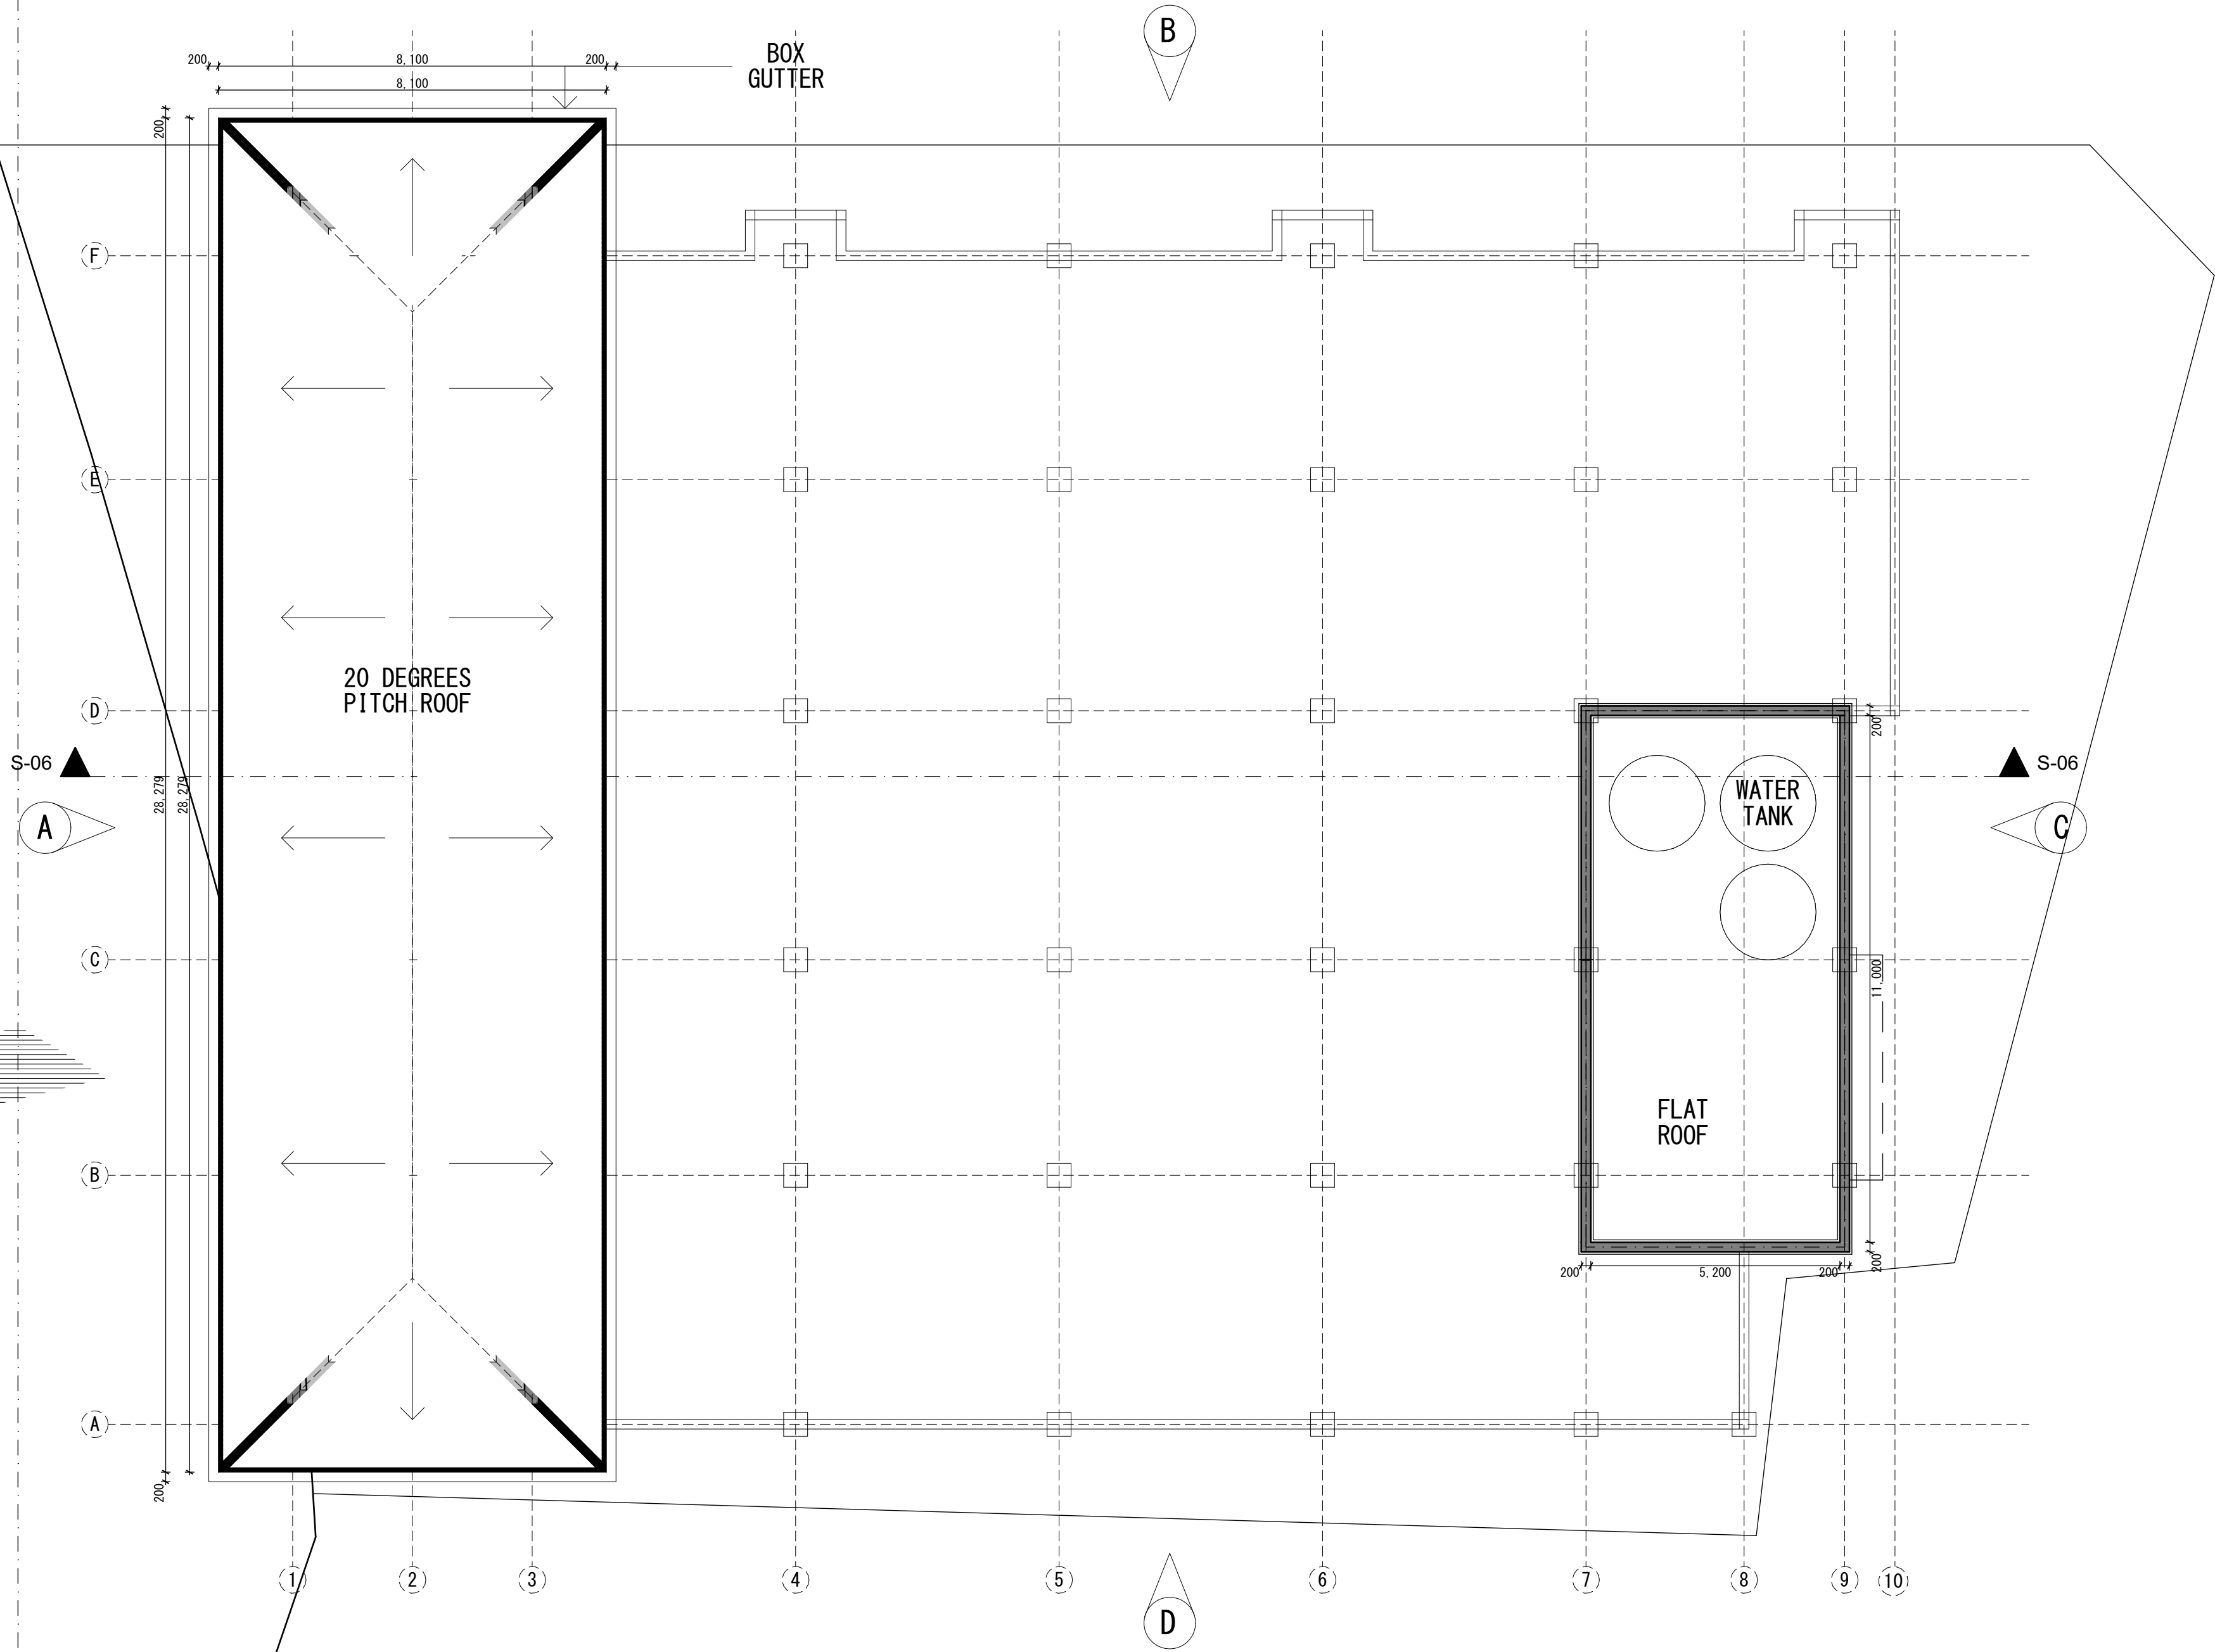 B
BOX
GUTTER
200
8,100
200
8,100
200
F
E
20 DEGREES
PITCH ROOF
D
200
S-06
S-06
28,279
28,279
WATER
TANK
A
C
C
11,000
FLAT
ROOF
B
200
5,200
200
200
A
200
1
2
3
4
5
6
7
8
9
10
D